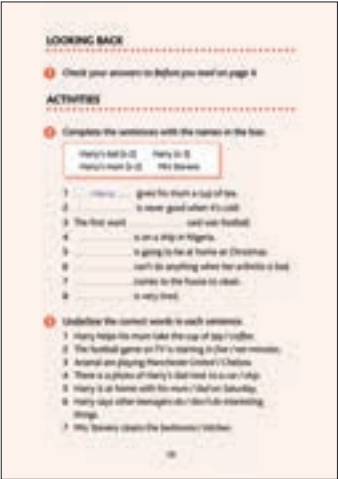 LOOKING BACK
1 Check your answers to Before you read on page 4
ACTIVITIES
2 Complete the sentences with the names in the box.
Harry's dad (x2) Harry (x3)
Harry's mum (x2) Mrs Stevens
1 Harry gives his mum a cup of tea.
2 is never good when it's cold.
3 The first word said was football.
4 is on a ship in Nigeria.
5 is going to be at home at Christmas.
6 can't do anything when her arthritis is bad.
7 comes to the house to clean.
8 is very tired.
3 Underline the correct words in each sentence.
1 Harry helps his mum take the cup of tea / coffee.
2 The football game on TV is starting in five / ten minutes.
3 Arsenal are playing Manchester United / Chelsea.
4 There is a photo of Harry's dad next to a car / ship.
5 Harry is at home with his mum / dad on Saturday.
6 Harry says other teenagers do / don't do interesting
things.
7 Mrs Stevens cleans the bedrooms / kitchen.